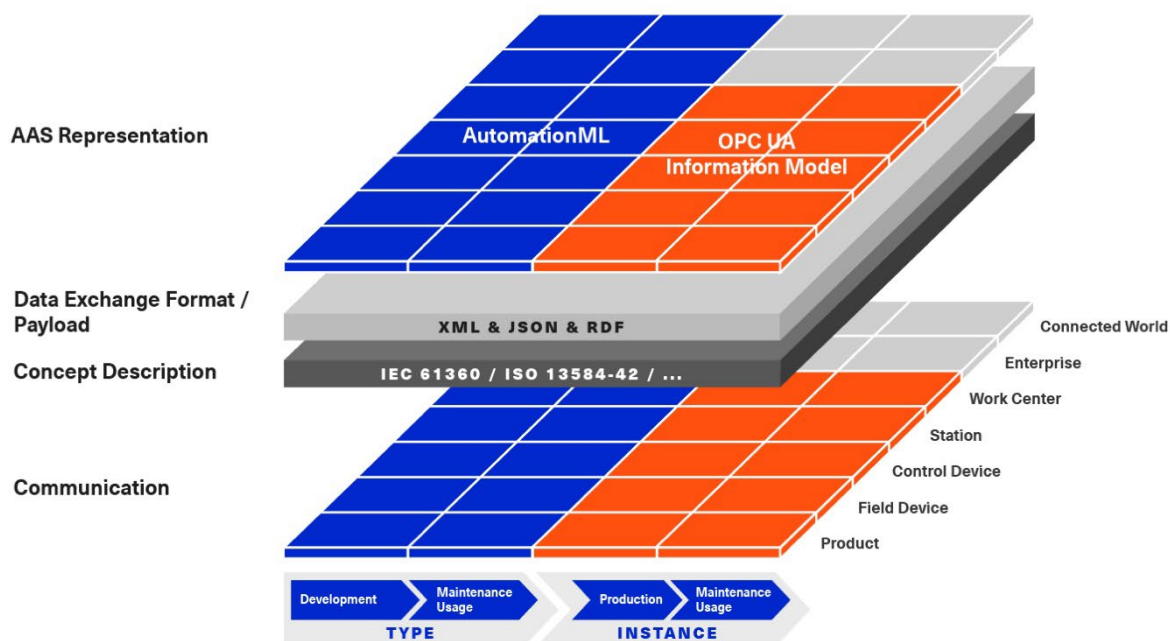 AAS Representation
AutomationML
OPC UA
Information Model
Data Exchange Format /
Payload
XML & JSON & RDF
Concept Description
IEC 61360 / ISO 13584-42 / ...
Communication
Connected World
Enterprise
Work Center
Station
Control Device
Field Device
Product
Development
Maintenance
Usage
Production
Maintenance
Usage
TYPE
INSTANCE